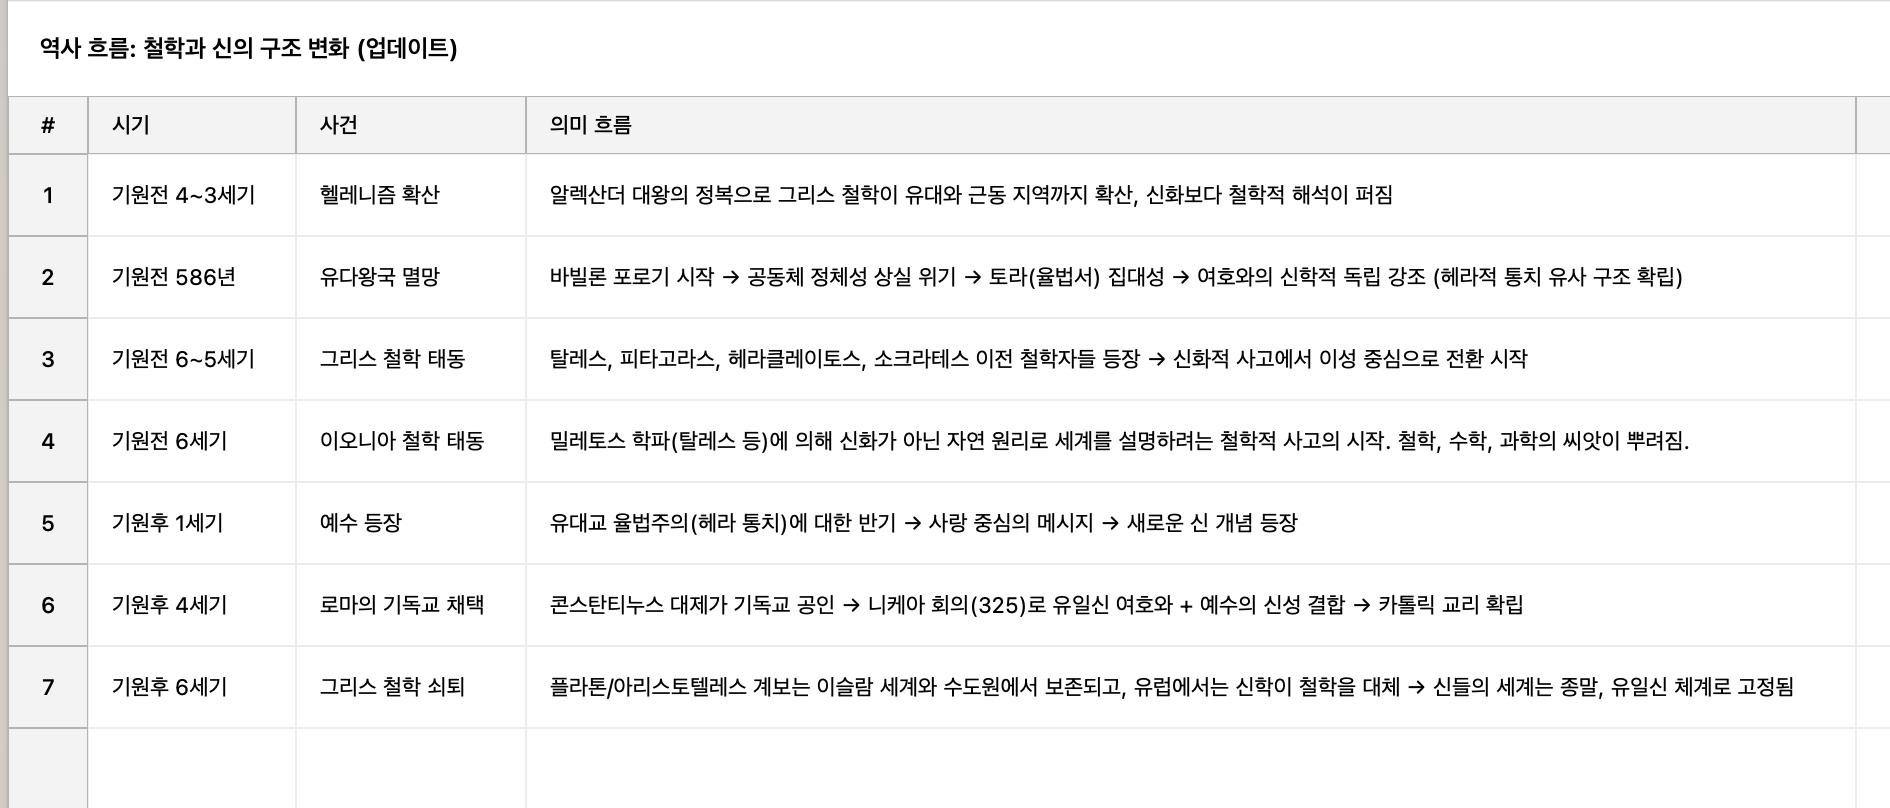 역사 흐름: 철학과 신의 구조 변화 (업데이트)
# 시기 사건 의미 흐름
1 기원전 4~3세기 헬레니즘 확산 알렉산더 대왕의 정복으로 그리스 철학이 유대와 근동 지역까지 확산, 신화보다 철학적 해석이 퍼짐
2 기원전 586년 유다왕국 멸망 바빌론 포로기 시작 → 공동체 정체성 상실 위기 → 토라(율법서) 집대성 → 여호와의 신학적 독립 강조 (헤라적 통치 유사 구조 확립)
3 기원전 6~5세기 그리스 철학 태동 탈레스, 피타고라스, 헤라클레이토스, 소크라테스 이전 철학자들 등장 → 신화적 사고에서 이성 중심으로 전환 시작
4 기원전 6세기 이오니아 철학 태동 밀레토스 학파(탈레스 등)에 의해 신화가 아닌 자연 원리로 세계를 설명하려는 철학적 사고의 시작. 철학, 수학, 과학의 씨앗이 뿌려짐.
5 기원후 1세기 예수 등장 유대교 율법주의(헤라 통치)에 대한 반기 → 사랑 중심의 메시지 → 새로운 신 개념 등장
6 기원후 4세기 로마의 기독교 채택 콘스탄티누스 대제가 기독교 공인 → 니케아 회의(325)로 유일신 여호와 + 예수의 신성 결합 → 카톨릭 교리 확립
7 기원후 6세기 그리스 철학 쇠퇴 플라톤/아리스토텔레스 계보는 이슬람 세계와 수도원에서 보존되고, 유럽에서는 신학이 철학을 대체 → 신들의 세계는 종말, 유일신 체계로 고정됨